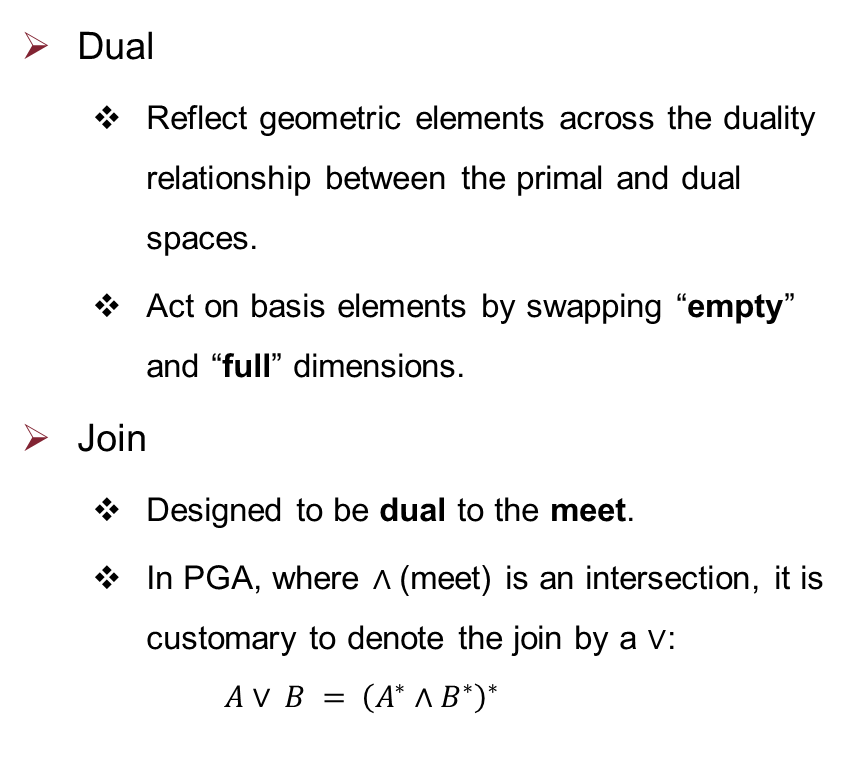 ➢ Dual
❖ Reflect geometric elements across the duality
relationship between the primal and dual
spaces.
❖ Act on basis elements by swapping “empty”
and “full” dimensions.
➢ Join
❖ Designed to be dual to the meet.
❖ In PGA, where ∧ (meet) is an intersection, it is
customary to denote the join by a ∨:
A ∨ B = (A* ∧ B*)*